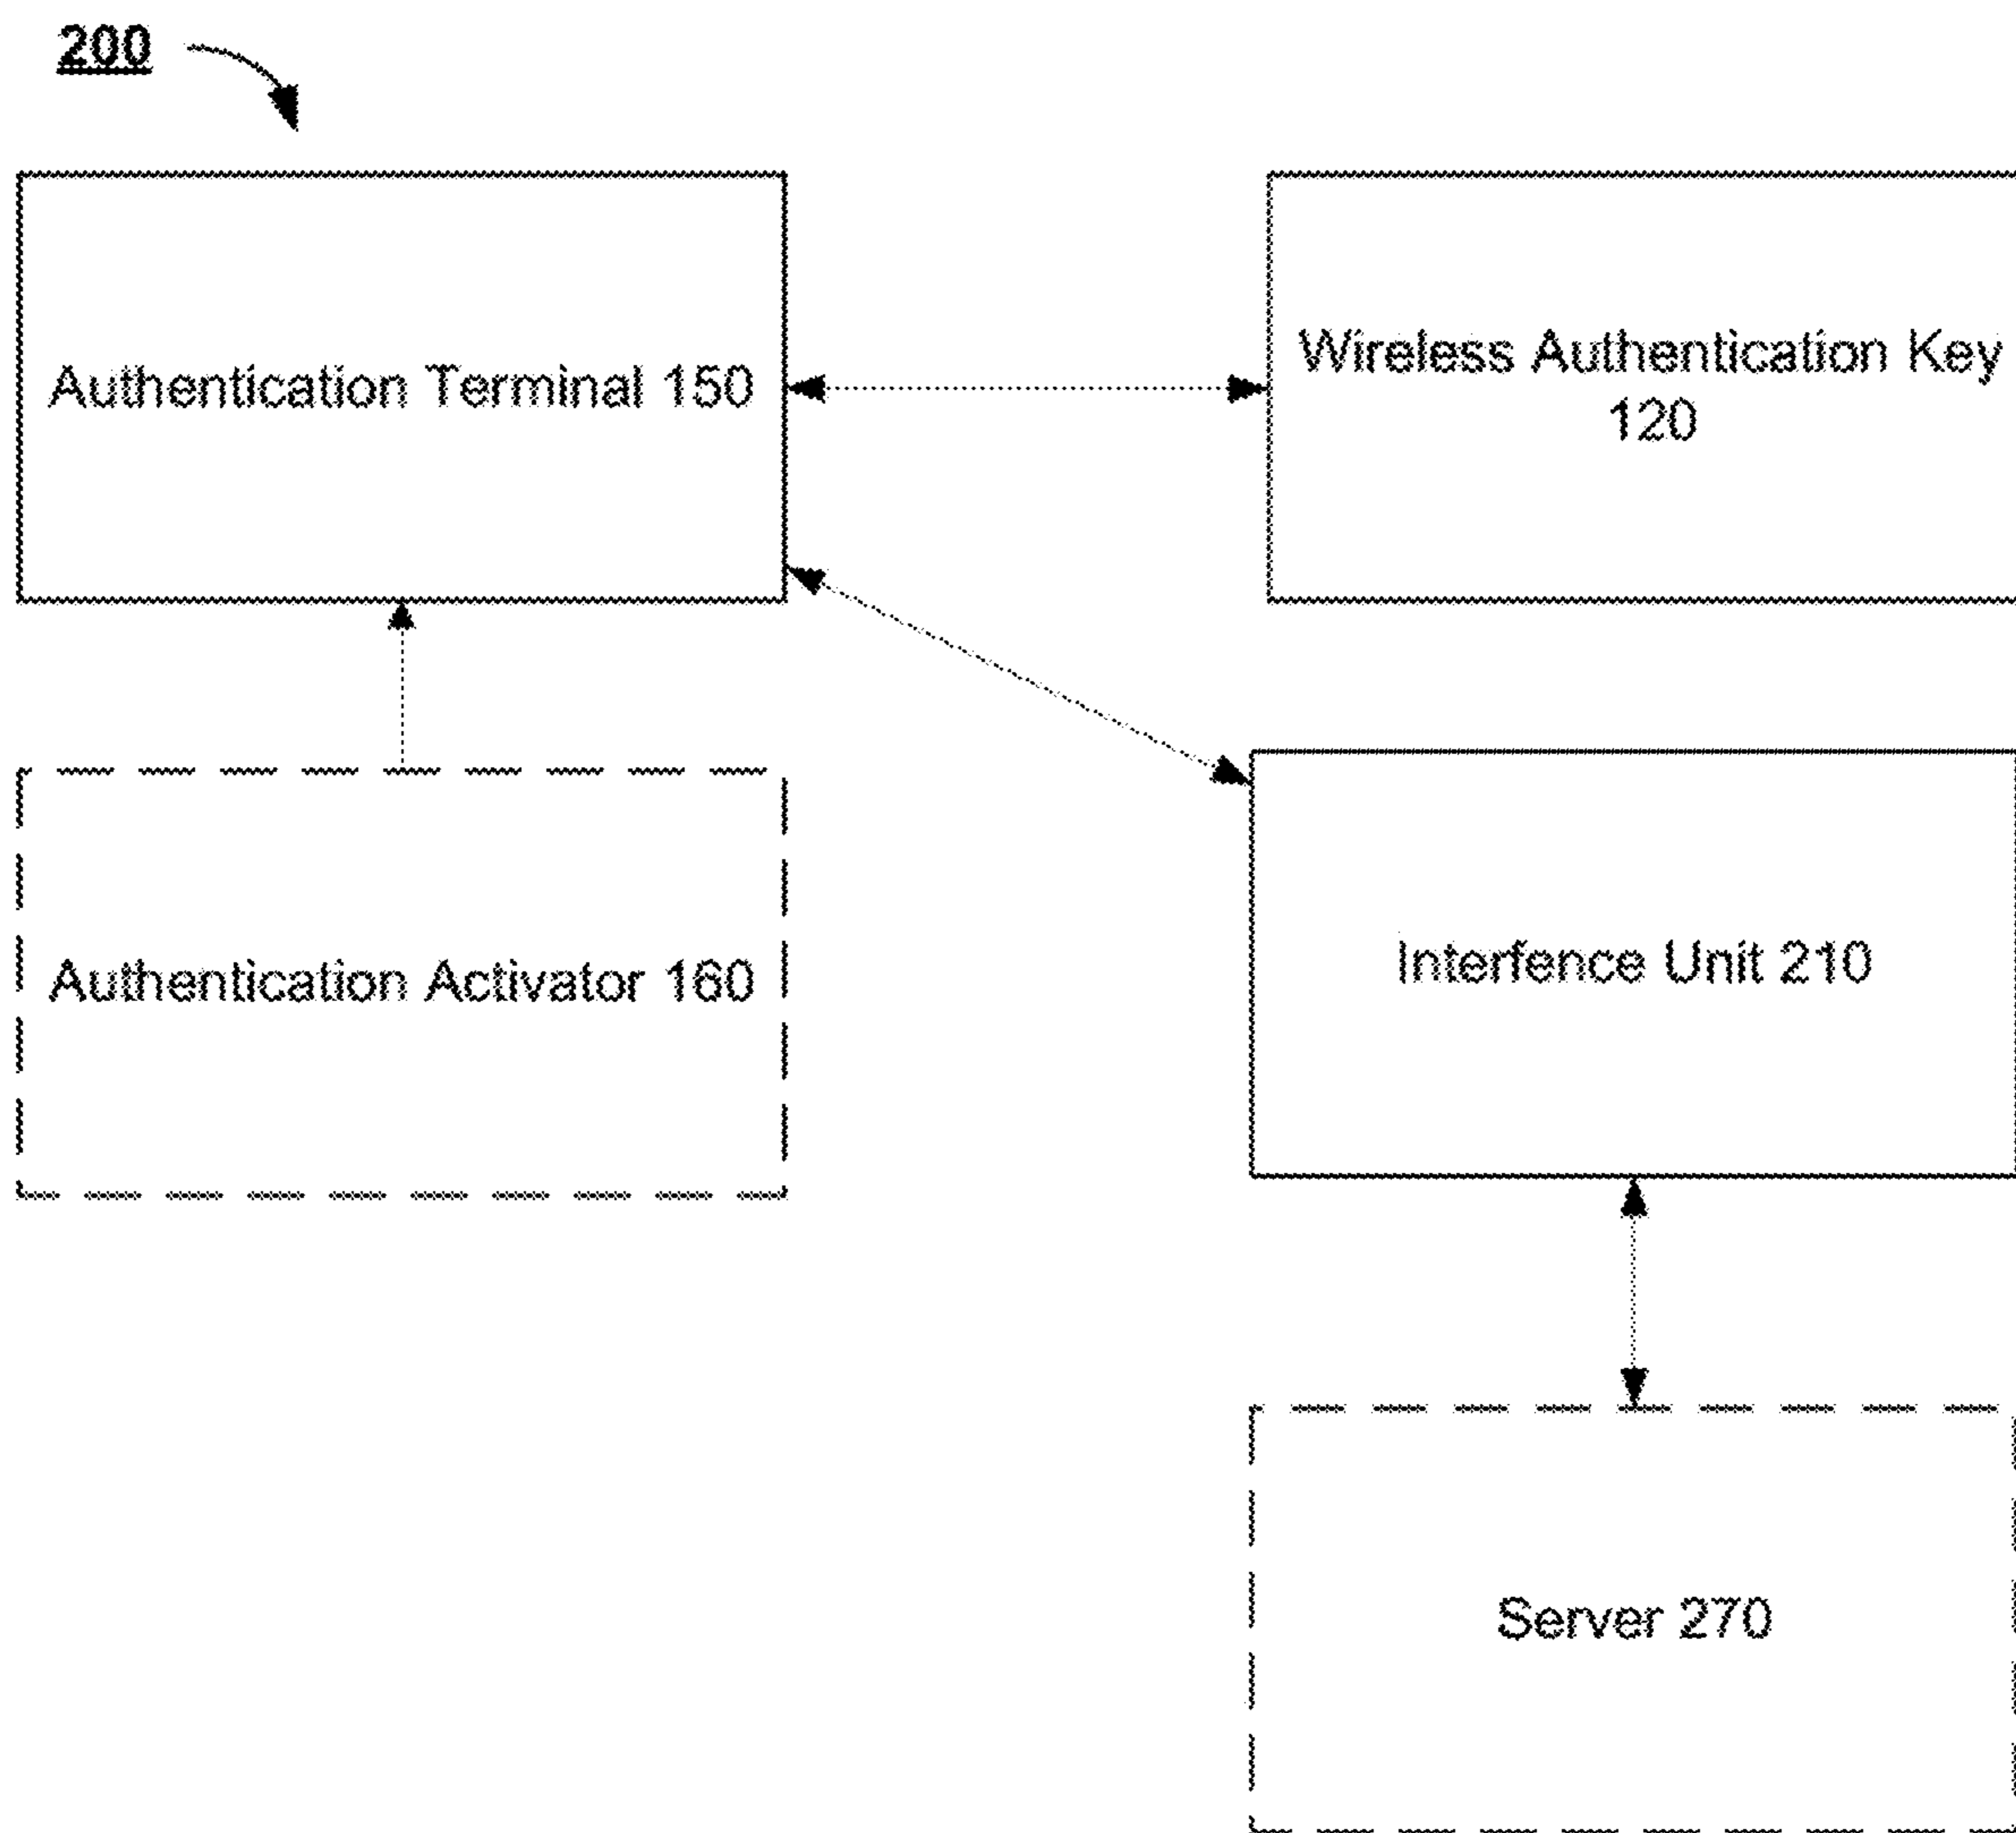 200
Authentication Terminal 150
Wireless Authentication Key
120
Authentication Activator 160
Interfence Unit 210
Server 270